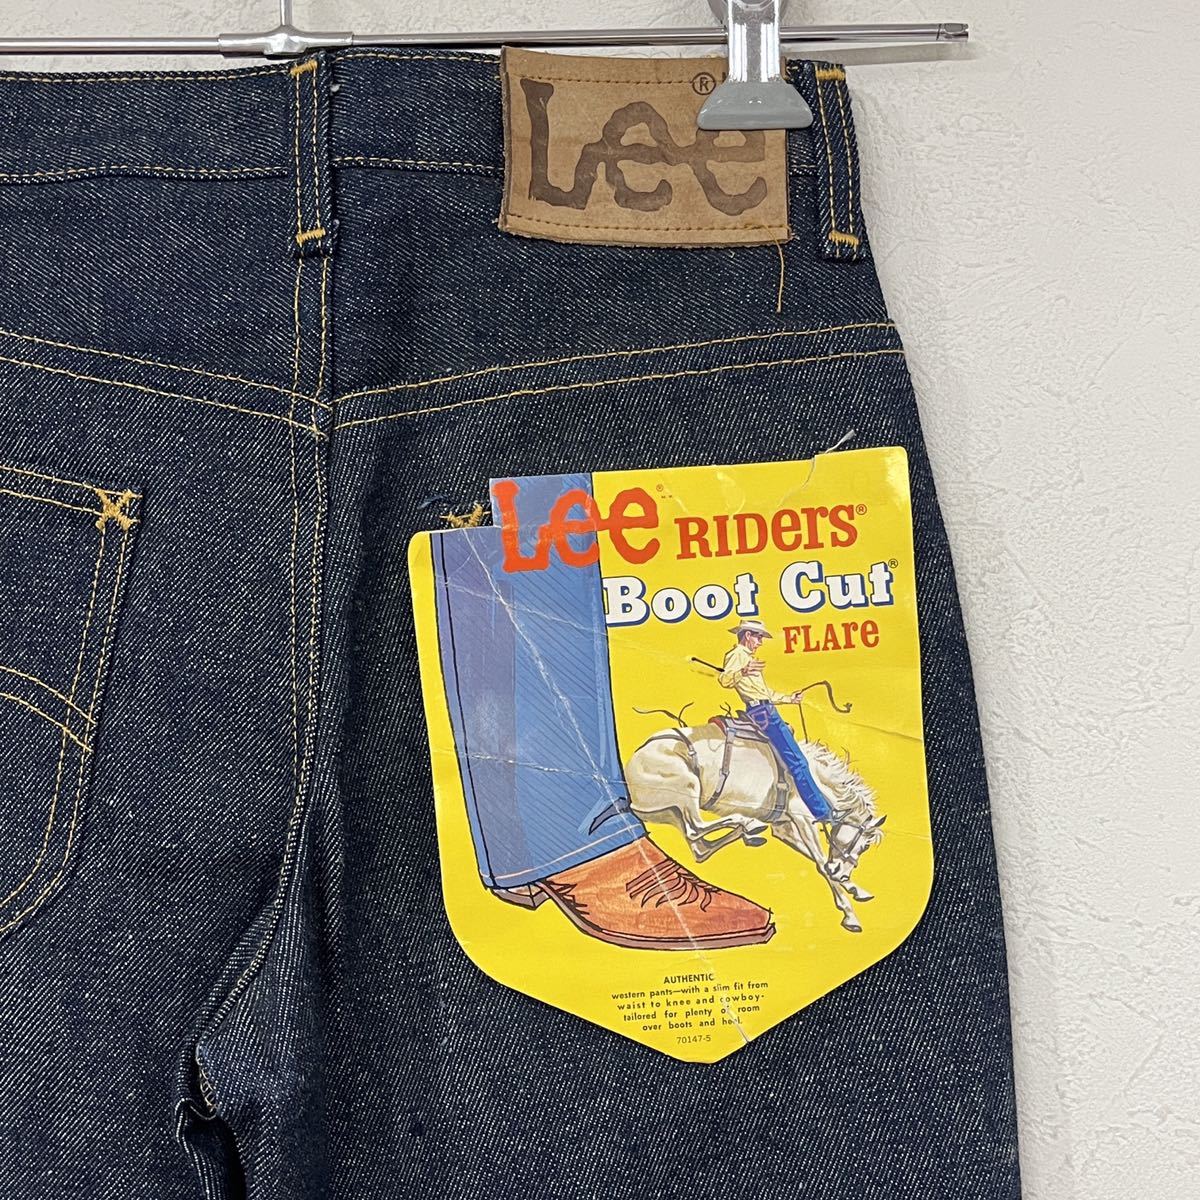 Lee ®
Lee® RIDERS®
M.R.
Boot Cut®
FLARE
AUTHENTIC
western pants—with a slim fit from
waist to knee and cowboy-
tailored for plenty of room
over boots and heel.
70147-5